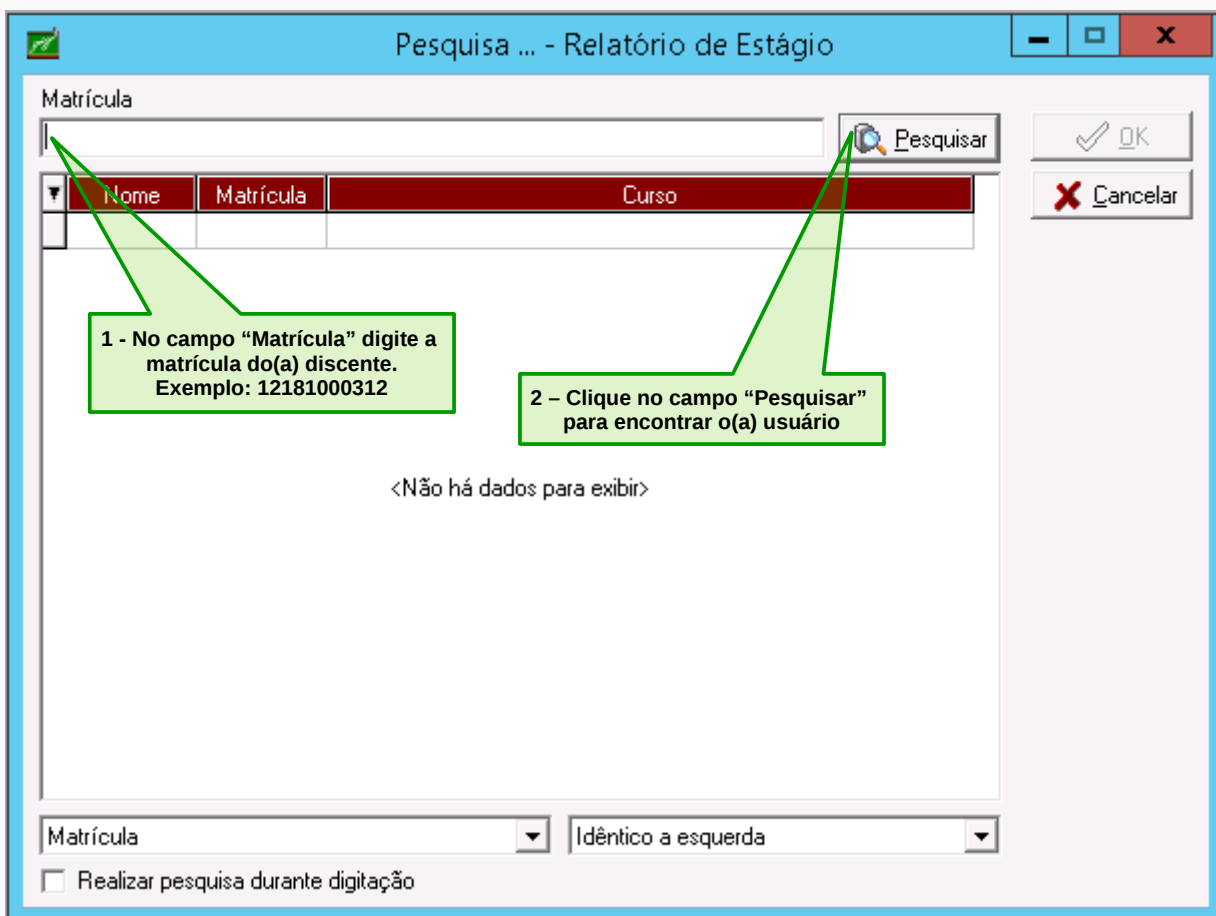 Pesquisa ... - Relatório de Estágio
Matrícula
Pesquisar
OK
Nome Matrícula Curso
Cancelar
1 - No campo “Matrícula” digite a
matrícula do(a) discente.
Exemplo: 12181000312
2 – Clique no campo “Pesquisar”
para encontrar o(a) usuário
<Não há dados para exibir>
Matrícula
Idêntico a esquerda
Realizar pesquisa durante digitação